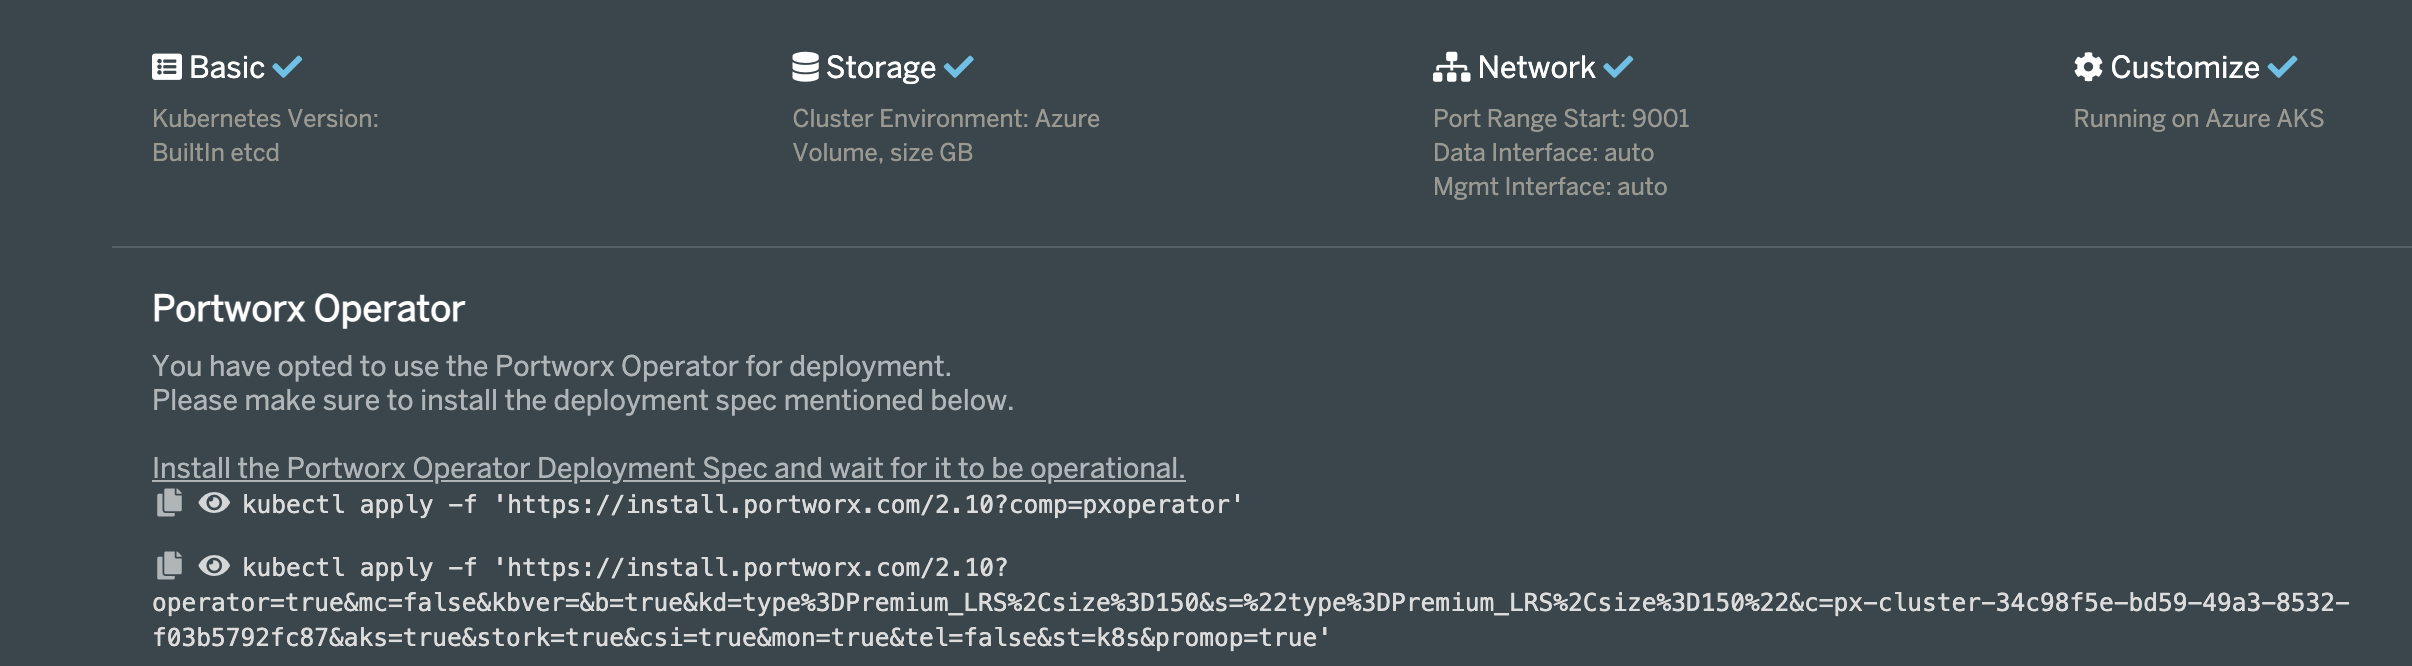 Basic
Kubernetes Version:
BuiltIn etcd
Storage
Cluster Environment: Azure
Volume, size GB
Network
Port Range Start: 9001
Data Interface: auto
Mgmt Interface: auto
Customize
Running on Azure AKS
Portworx Operator
You have opted to use the Portworx Operator for deployment.
Please make sure to install the deployment spec mentioned below.
Install the Portworx Operator Deployment Spec and wait for it to be operational.
kubectl apply -f 'https://install.portworx.com/2.10?comp=pxoperator'
kubectl apply -f 'https://install.portworx.com/2.10?
operator=true&mc=false&kbver=&b=true&kd=type%3DPremium_LRS%2Csize%3D150&s=%22type%3DPremium_LRS%2Csize%3D150%22&c=px-cluster-34c98f5e-bd59-49a3-8532-
f03b5792fc87&aks=true&stork=true&csi=true&mon=true&tel=false&st=k8s&promop=true'